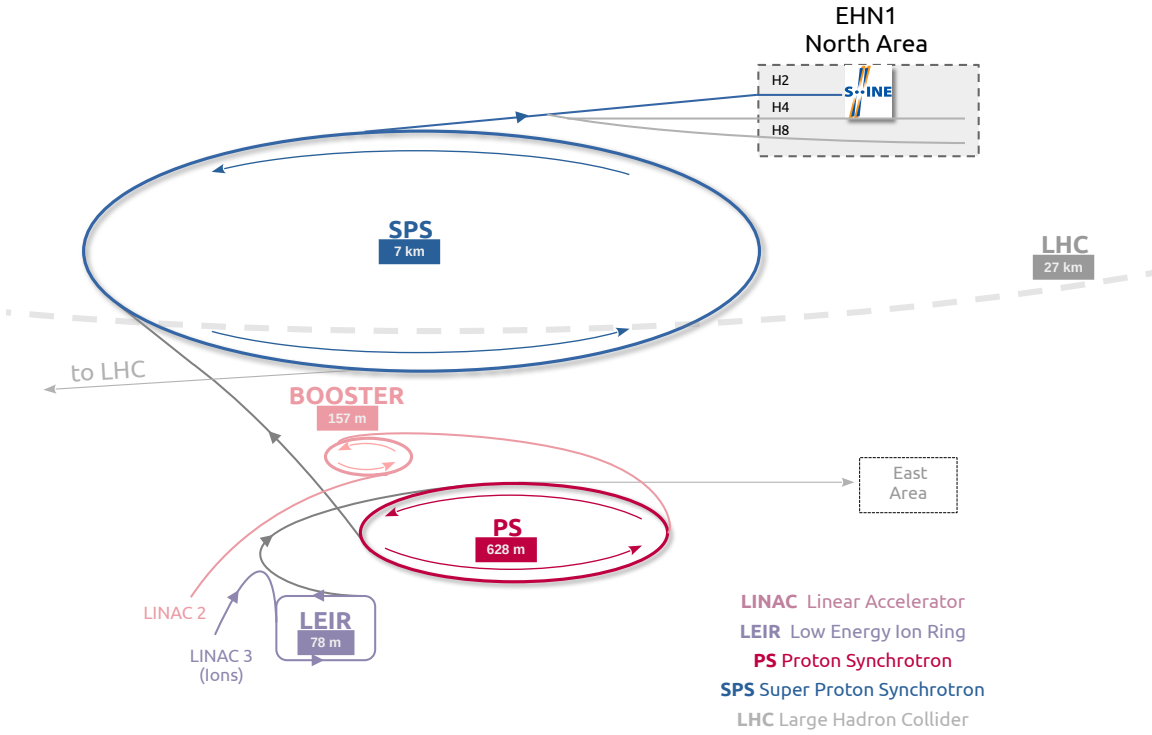 EHN1
North Area
H2
S••INE
H4
H8
SPS
7 km
LHC
27 km
to LHC
BOOSTER
157 m
East
Area
PS
628 m
LINAC 2
LEIR
78 m
LINAC 3
(Ions)
LINAC Linear Accelerator
LEIR Low Energy Ion Ring
PS Proton Synchrotron
SPS Super Proton Synchrotron
LHC Large Hadron Collider